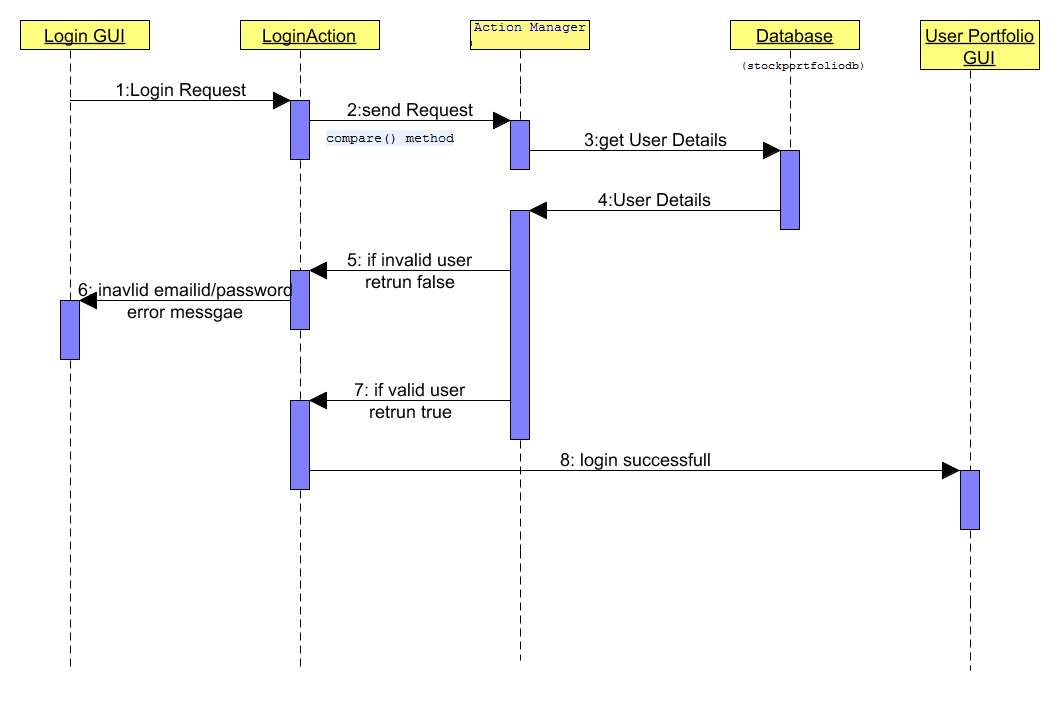 Login GUI
LoginAction
Action Manager
Database
User Portfolio
GUI
(stockportfoliodb)
1:Login Request
2:send Request
compare() method
3:get User Details
4:User Details
5: if invalid user
retrun false
6: inavlid emailid/password
error messgae
7: if valid user
retrun true
8: login successfull